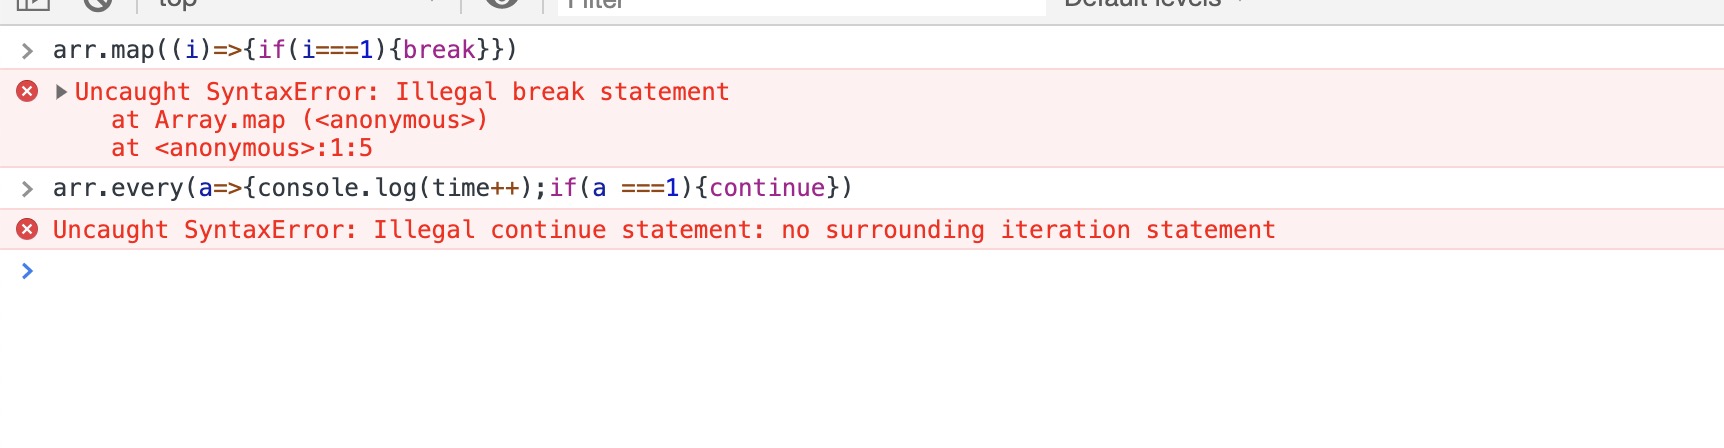 top Filter Default levels
> arr.map((i)=>{if(i===1){break}})
Uncaught SyntaxError: Illegal break statement
at Array.map (<anonymous>)
at <anonymous>:1:5
> arr.every(a=>{console.log(time++);if(a ===1){continue})
Uncaught SyntaxError: Illegal continue statement: no surrounding iteration statement
>